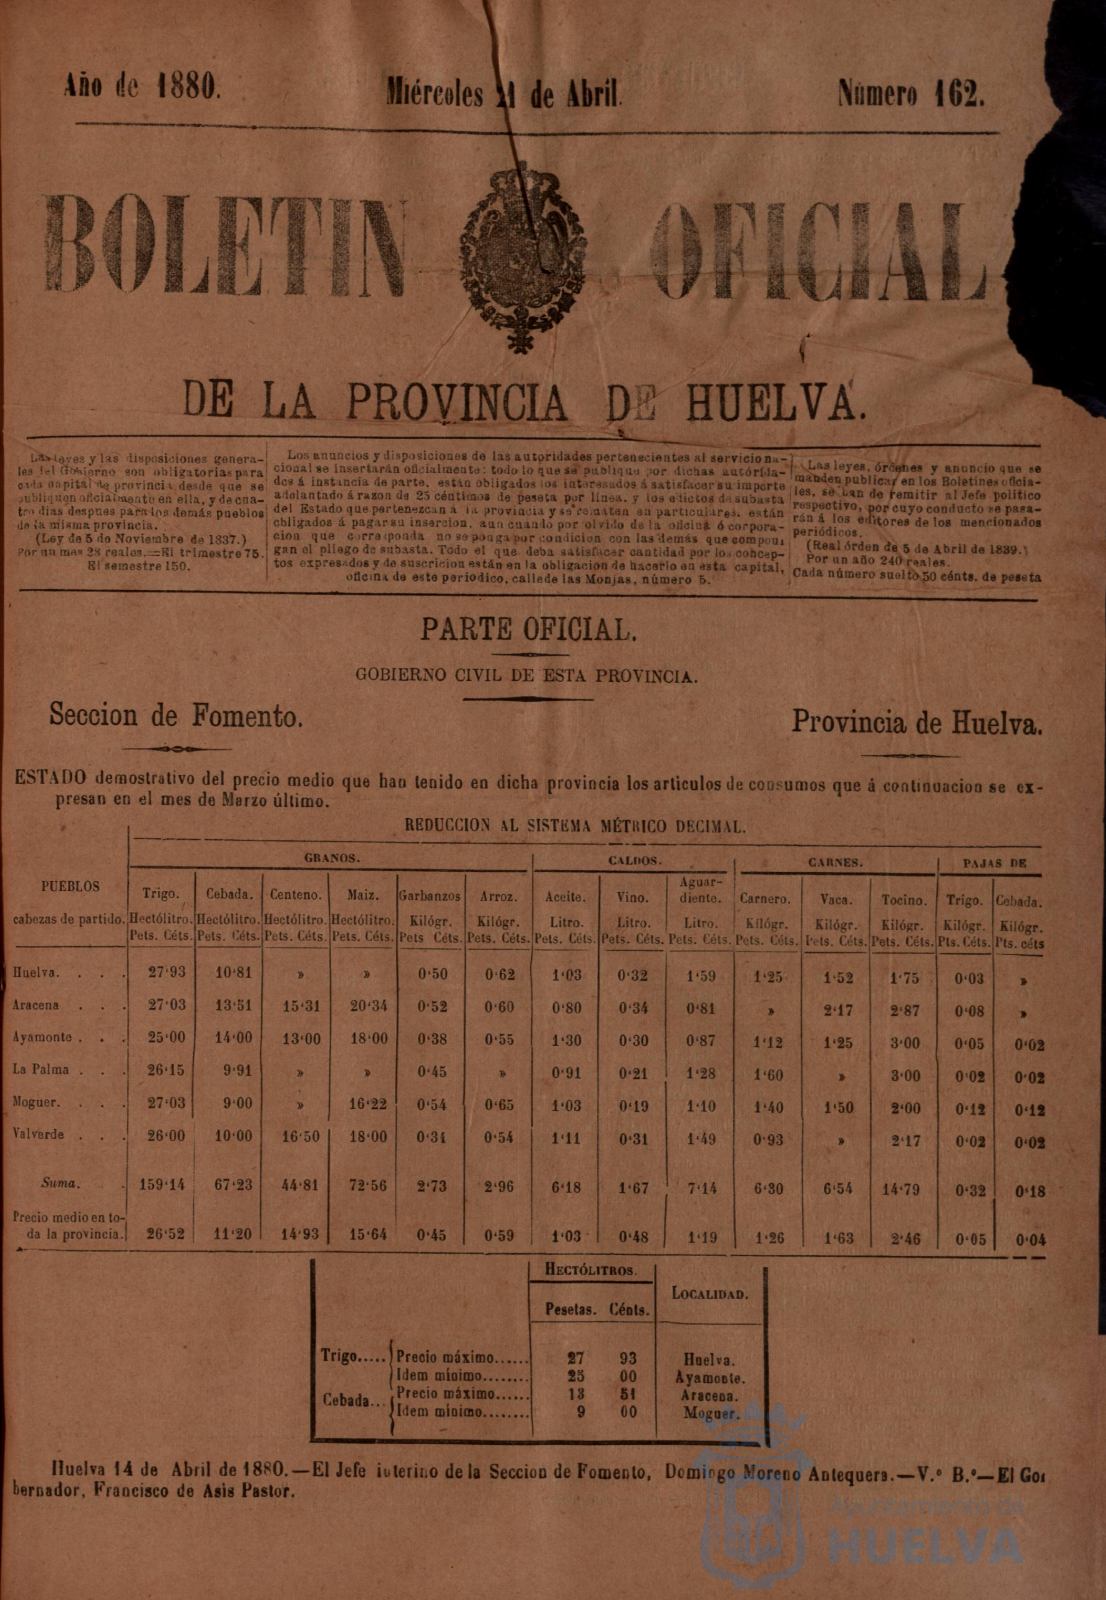 Año de 1880.
Miércoles 21 de Abril.
Número 162.
BOLETIN OFICIAL
DE LA PROVINCIA DE HUELVA.
Las leyes y las disposiciones genera-
les del Gobierno son obligatorias para
cada capital de provincia desde que se
publiquen oficialmente en ella, y de cua-
tro dias despues para los demás pueblos
de la misma provincia.
(Ley de 5 de Noviembre de 1837.)
Por un mes 28 reales.—El trimestre 75.
El semestre 150.
Los anuncios y disposiciones de las autoridades pertenecientes al servicio na-
cional se insertarán oficialmente: todo lo que se publique por dichas autorida-
des á instancia de parte, están obligados los interesados á satisfacer su importe
adelantado á razon de 25 céntimos de peseta por línea, y los edictos de subasta
del Estado que pertenezcan á la provincia y se rematen en particulares, están
obligados á pagar su insercion, aun cuando por olvido de la oficina ó corpora-
cion que corresponda no se ponga por condicion con las demás que compon-
gan el pliego de subasta. Todo el que deba satisfacer cantidad por los concep-
tos expresados y de suscricion están en la obligacion de hacerlo en esta capital,
oficina de este periodico, calle de las Monjas, número 5.
Las leyes, órdenes y anuncio que se
manden publicar en los Boletines oficia-
les, se han de remitir al Jefe político
respectivo, por cuyo conducto se pasa-
rán á los editores de los mencionados
periódicos.
(Real órden de 5 de Abril de 1839.)
Por un año 240 reales.
Cada número suelto 50 cénts. de peseta
PARTE OFICIAL.
GOBIERNO CIVIL DE ESTA PROVINCIA.
Seccion de Fomento.
Provincia de Huelva.
ESTADO demostrativo del precio medio que han tenido en dicha provincia los articulos de consumos que á continuacion se ex-
presan en el mes de Marzo último.
REDUCCION AL SISTEMA MÉTRICO DECIMAL.
GRANOS. CALDOS. CARNES. PAJAS DE
PUEBLOS cabezas de partido. Trigo. Cebada. Centeno. Maiz. Garbanzos Arroz. Aceite. Vino. Aguar-diente. Carnero. Vaca. Tocino. Trigo. Cebada.
Hectólitro. Hectólitro. Hectólitro. Hectólitro. Kilógr. Kilógr. Litro. Litro. Litro. Kilógr. Kilógr. Kilógr. Kilógr. Kilógr.
Pets. Céts. Pets. Céts. Pets. Céts. Pets. Céts. Pets Céts. Pets. Céts. Pets. Céts. Pets. Céts. Pets. Céts. Pets. Céts. Pets. Céts. Pets. Céts. Pts. Céts. Pts. céts
Huelva. . . . 27'93 10'81 » » 0'50 0'62 1'03 0'32 1'59 1'25 1'52 1'75 0'03 »
Aracena . . . 27'03 13'51 15'31 20'34 0'52 0'60 0'80 0'34 0'81 » 2'17 2'87 0'08 »
Ayamonte . . . 25'00 14'00 13'00 18'00 0'38 0'55 1'30 0'30 0'87 1'12 1'25 3'00 0'05 0'02
La Palma . . . 26'15 9'91 » » 0'45 » 0'91 0'21 1'28 1'60 » 3'00 0'02 0'02
Moguer. . . . 27'03 9'00 » 16'22 0'54 0'65 1'03 0'19 1'10 1'40 1'50 2'00 0'12 0'12
Valverde . . . 26'00 10'00 16'50 18'00 0'34 0'54 1'11 0'31 1'49 0'93 » 2'17 0'02 0'02
Suma. . 159'14 67'23 44'81 72'56 2'73 2'96 6'18 1'67 7'14 6'30 6'54 14'79 0'32 0'18
Precio medio en to-
da la provincia. 26'52 11'20 14'93 15'64 0'45 0'59 1'03 0'48 1'19 1'26 1'63 2'46 0'05 0'04
HECTÓLITROS.
Pesetas. Cénts. LOCALIDAD.
Trigo..... Precio máximo...... 27 93 Huelva.
Idem mínimo........ 25 00 Ayamonte.
Cebada... Precio máximo...... 13 51 Aracena.
Idem mínimo........ 9 00 Moguer.
Huelva 14 de Abril de 1880.—El Jefe interino de la Seccion de Fomento, Domingo Moreno Antequera.—V.º B.º—El Go
bernador, Francisco de Asis Pastor.
Ayuntamiento de
HUELVA